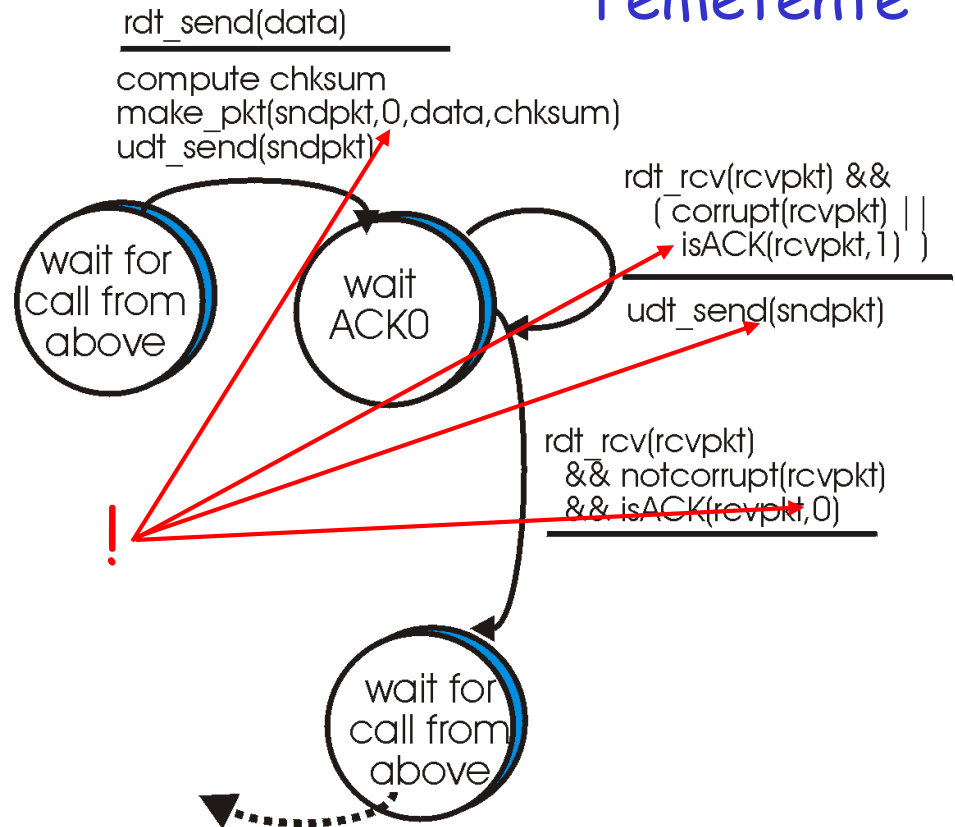 remetente
rdt_send(data)
compute chksum
make_pkt(sndpkt,0,data,chksum)
udt_send(sndpkt)
rdt_rcv(rcvpkt) &&
( corrupt(rcvpkt) ||
isACK(rcvpkt,1) )
udt_send(sndpkt)
wait for
call from
above
wait
ACK0
rdt_rcv(rcvpkt)
&& notcorrupt(rcvpkt)
&& isACK(rcvpkt,0)
!
wait for
call from
above